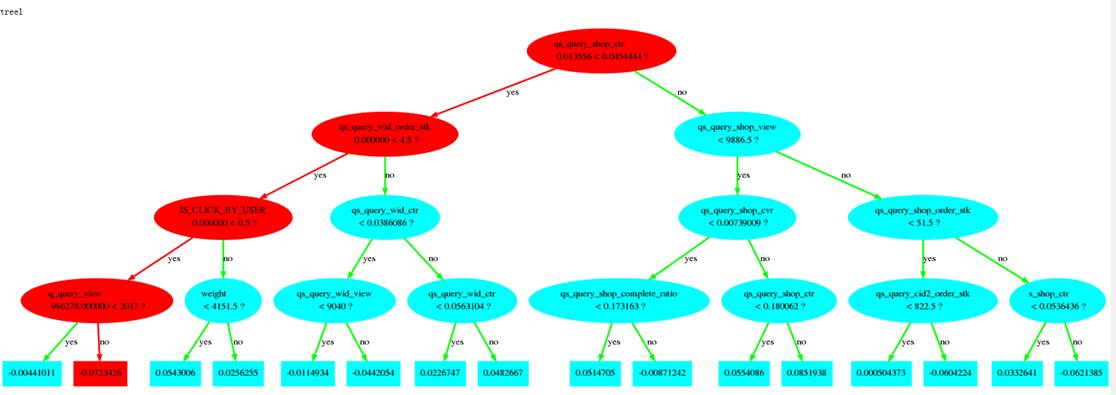 tree1
qs_query_shop_ctr
0.013556 < 0.0454444 ?
yes
no
qs_query_wid_order_stk
0.000000 < 4.5 ?
qs_query_shop_view
< 9886.5 ?
yes
no
yes
no
IS_CLICK_BY_USER
0.000000 < 0.5 ?
qs_query_wid_ctr
< 0.0386086 ?
qs_query_shop_cvr
< 0.00739009 ?
qs_query_shop_order_stk
< 51.5 ?
yes
no
yes
no
yes
no
yes
no
q_query_view
996278.000000 < 2017 ?
weight
< 4151.5 ?
qs_query_wid_view
< 9040 ?
qs_query_wid_ctr
< 0.0563104 ?
qs_query_shop_complete_ratio
< 0.173163 ?
qs_query_shop_ctr
< 0.180062 ?
qs_query_cid2_order_stk
< 822.5 ?
s_shop_ctr
< 0.0536436 ?
yes
no
yes
no
yes
no
yes
no
yes
no
yes
no
yes
no
yes
no
-0.00441011
-0.0723426
0.0543006
0.0256255
-0.0114934
-0.0442054
0.0226747
0.0482667
0.0514705
-0.00871242
0.0554086
0.0851938
0.000504373
-0.0604224
0.0332641
-0.0621385